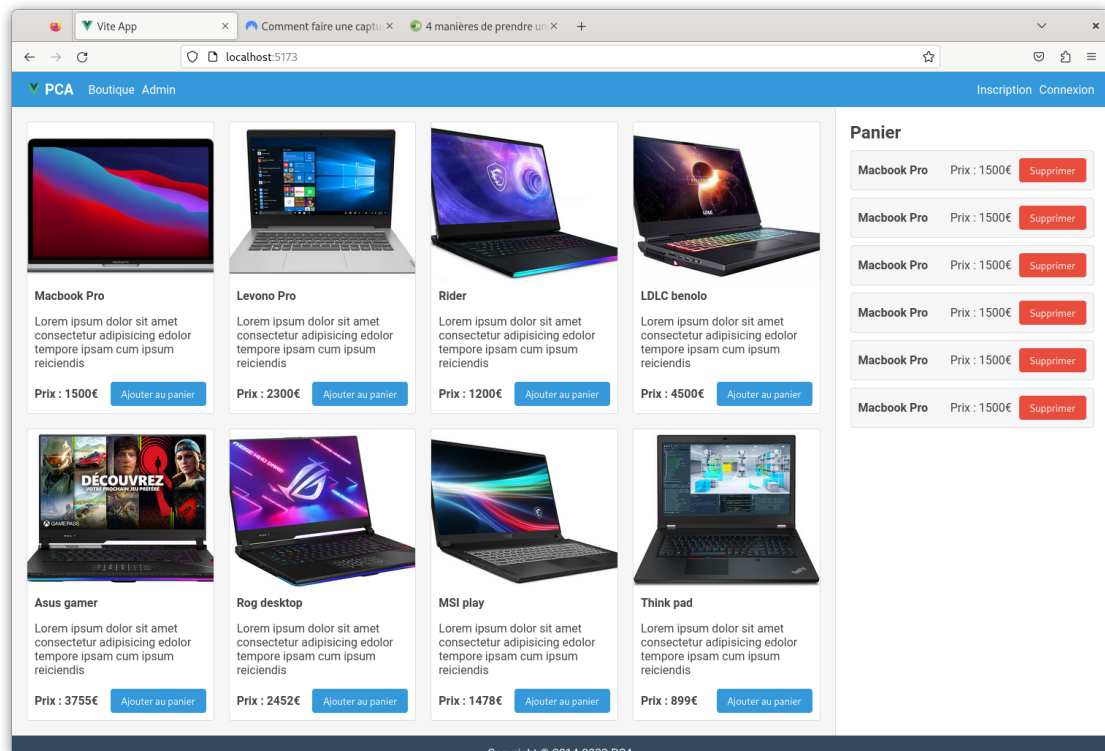 Vite App
Comment faire une captu
4 manières de prendre un
localhost:5173
PCA
Boutique Admin
Inscription Connexion
Macbook Pro
Lorem ipsum dolor sit amet
consectetur adipisicing edolor
tempore ipsam cum ipsum
reiciendis
Prix : 1500€ Ajouter au panier
Levono Pro
Lorem ipsum dolor sit amet
consectetur adipisicing edolor
tempore ipsam cum ipsum
reiciendis
Prix : 2300€ Ajouter au panier
Rider
Lorem ipsum dolor sit amet
consectetur adipisicing edolor
tempore ipsam cum ipsum
reiciendis
Prix : 1200€ Ajouter au panier
LDLC benolo
Lorem ipsum dolor sit amet
consectetur adipisicing edolor
tempore ipsam cum ipsum
reiciendis
Prix : 4500€ Ajouter au panier
DÉCOUVREZ
VOTRE PROCHAIN JEU PRÉFÉRÉ
GAME PASS
Asus gamer
Lorem ipsum dolor sit amet
consectetur adipisicing edolor
tempore ipsam cum ipsum
reiciendis
Prix : 3755€ Ajouter au panier
Rog desktop
Lorem ipsum dolor sit amet
consectetur adipisicing edolor
tempore ipsam cum ipsum
reiciendis
Prix : 2452€ Ajouter au panier
MSI play
Lorem ipsum dolor sit amet
consectetur adipisicing edolor
tempore ipsam cum ipsum
reiciendis
Prix : 1478€ Ajouter au panier
Think pad
Lorem ipsum dolor sit amet
consectetur adipisicing edolor
tempore ipsam cum ipsum
reiciendis
Prix : 899€ Ajouter au panier
Panier
Macbook Pro Prix : 1500€ Supprimer
Macbook Pro Prix : 1500€ Supprimer
Macbook Pro Prix : 1500€ Supprimer
Macbook Pro Prix : 1500€ Supprimer
Macbook Pro Prix : 1500€ Supprimer
Macbook Pro Prix : 1500€ Supprimer